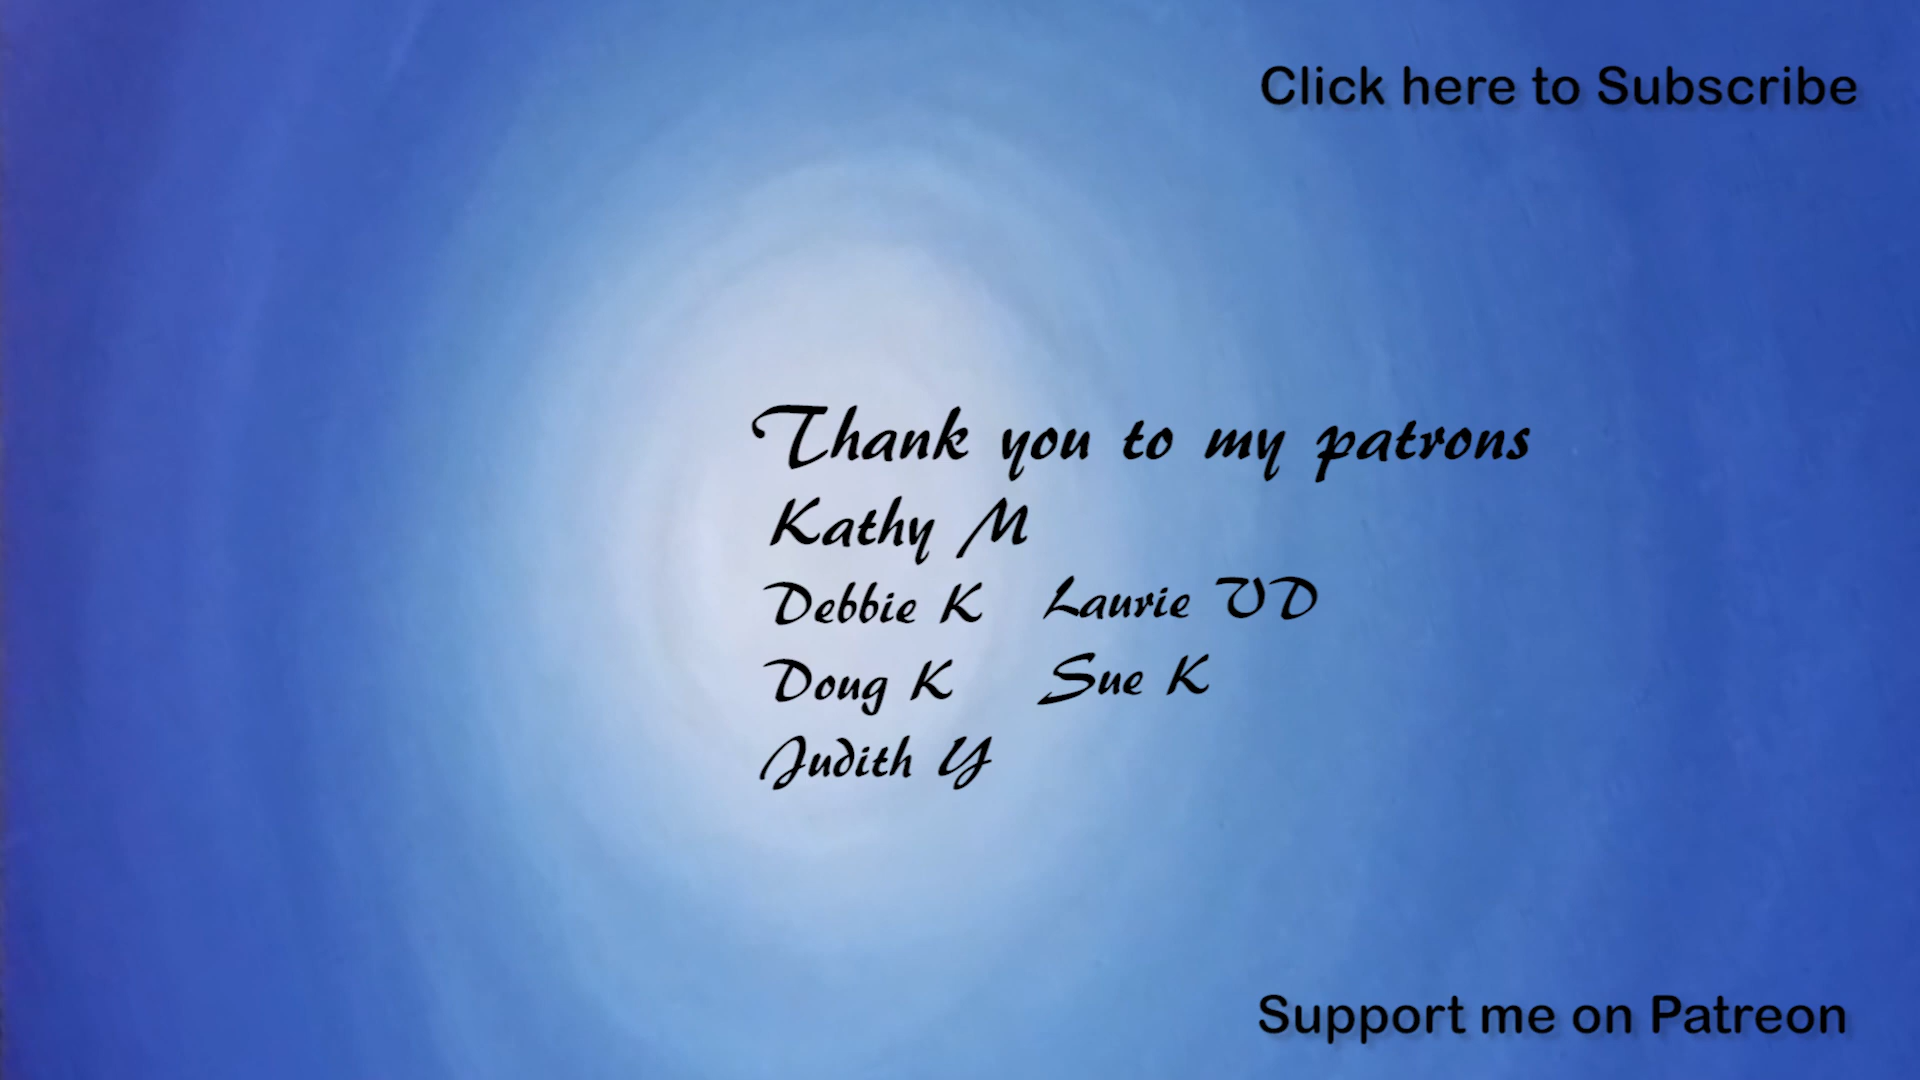 Click here to Subscribe
Thank you to my patrons
Kathy M
Debbie K Laurie VD
Doug K Sue K
Judith Y
Support me on Patreon